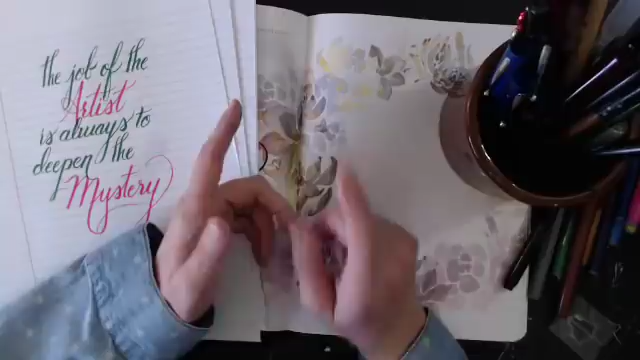 the job of the
Artist
is always to
deepen the
Mystery